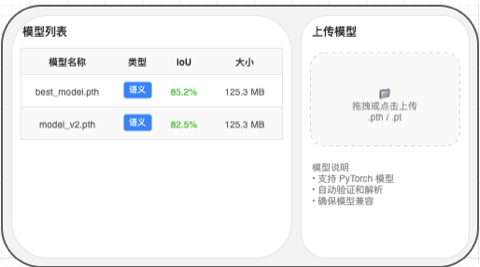 模型列表
模型名称 类型 IoU 大小
best_model.pth 语义 85.2% 125.3 MB
model_v2.pth 语义 82.5% 125.3 MB
上传模型
拖拽或点击上传
.pth / .pt
模型说明
• 支持 PyTorch 模型
• 自动验证和解析
• 确保模型兼容